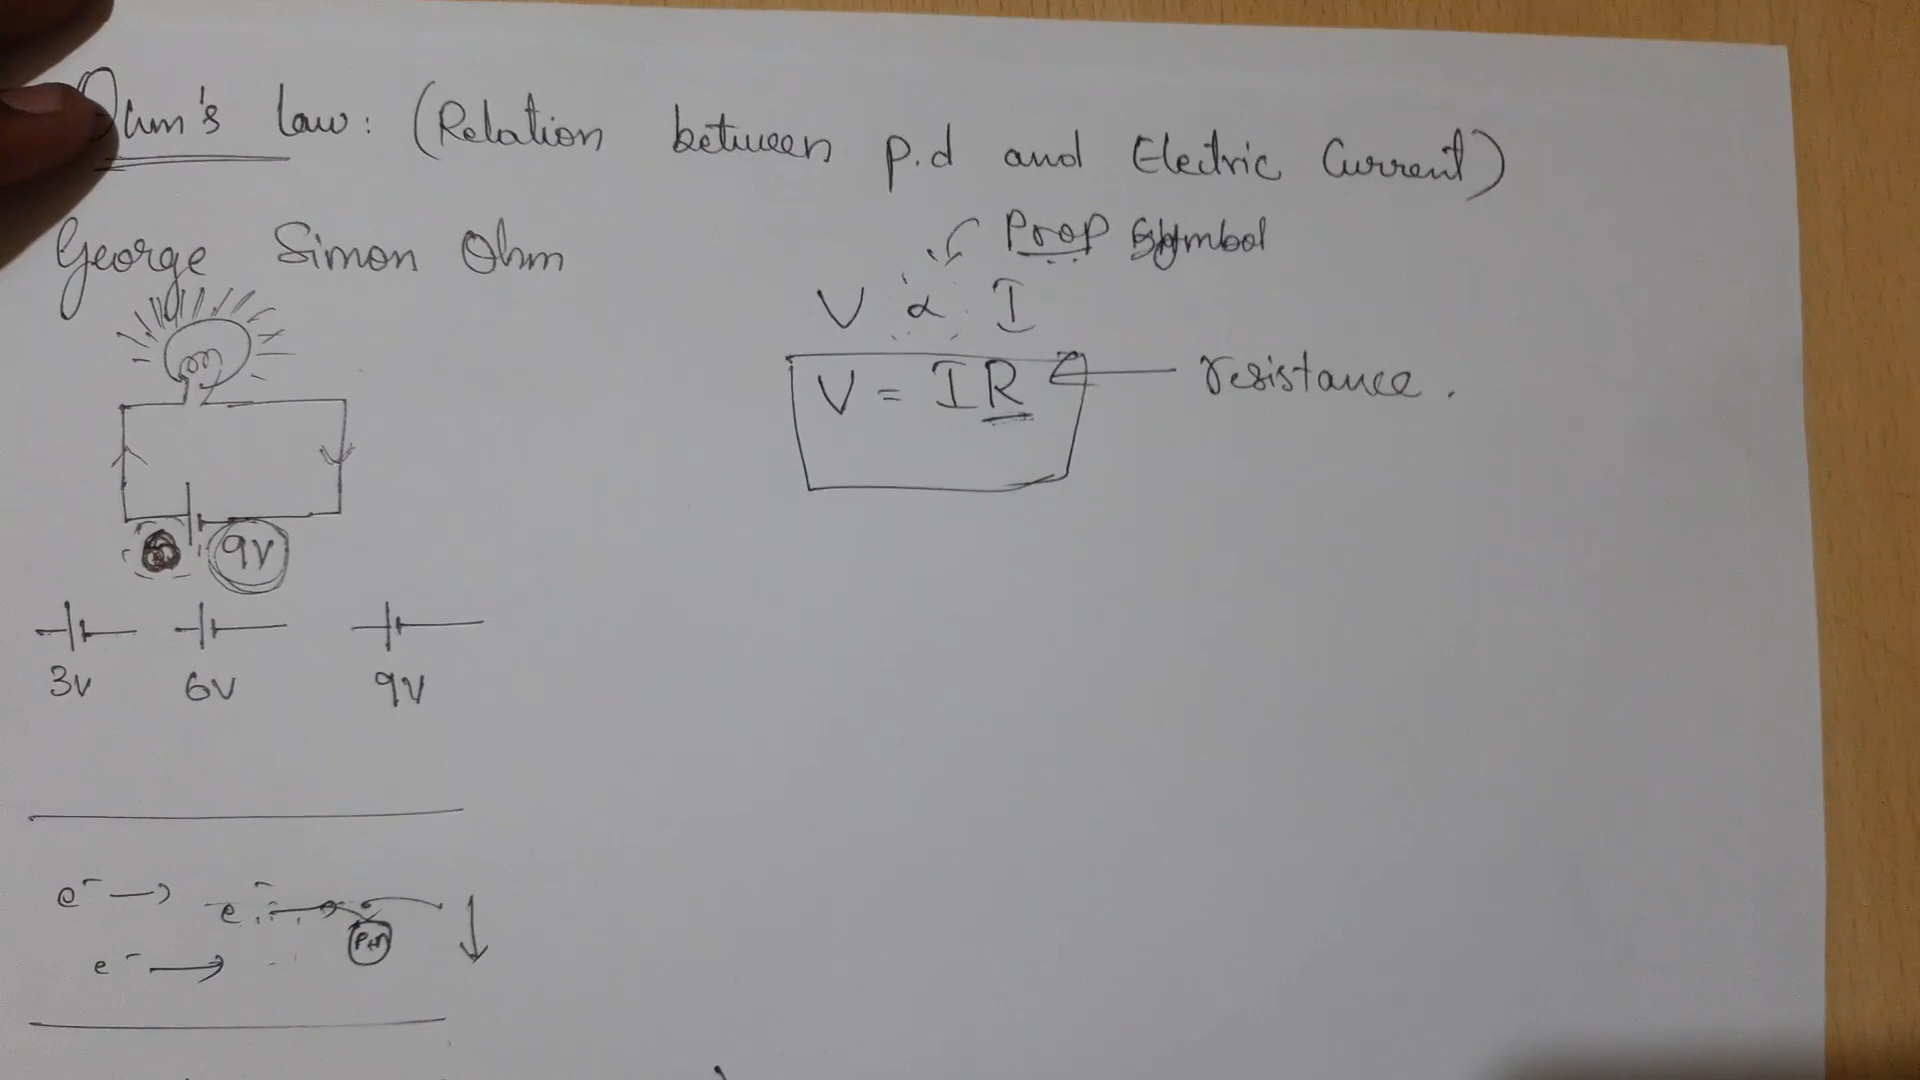 Ohm's law: (Relation between p.d and Electric Current)
George Simon Ohm
Prop Symbol
V ∝ I
V = IR
resistance.
9V
3V 6V 9V
e⁻ → e⁻ →
P+n
e⁻ →